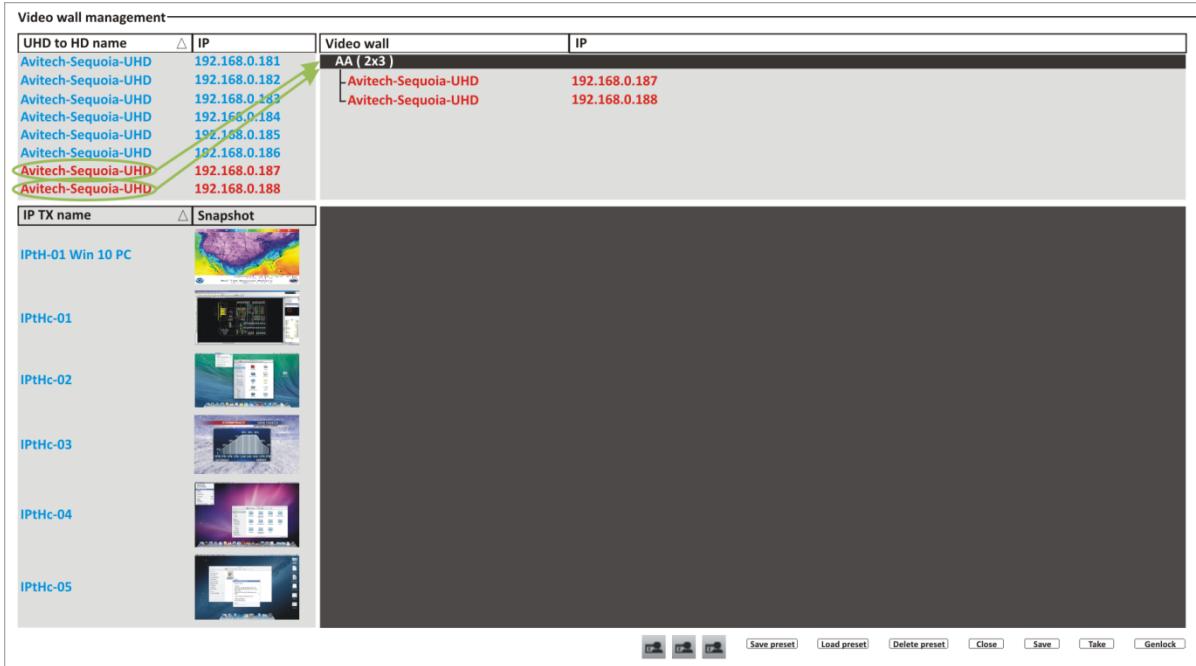 Video wall management
UHD to HD name IP
Avitech-Sequoia-UHD 192.168.0.181
Avitech-Sequoia-UHD 192.168.0.182
Avitech-Sequoia-UHD 192.168.0.183
Avitech-Sequoia-UHD 192.168.0.184
Avitech-Sequoia-UHD 192.168.0.185
Avitech-Sequoia-UHD 192.168.0.186
Avitech-Sequoia-UHD 192.168.0.187
Avitech-Sequoia-UHD 192.168.0.188
Video wall IP
AA ( 2x3 )
Avitech-Sequoia-UHD 192.168.0.187
Avitech-Sequoia-UHD 192.168.0.188
IP TX name Snapshot
IPtH-01 Win 10 PC
IPtHc-01
IPtHc-02
IPtHc-03
IPtHc-04
IPtHc-05
Save preset Load preset Delete preset Close Save Take Genlock